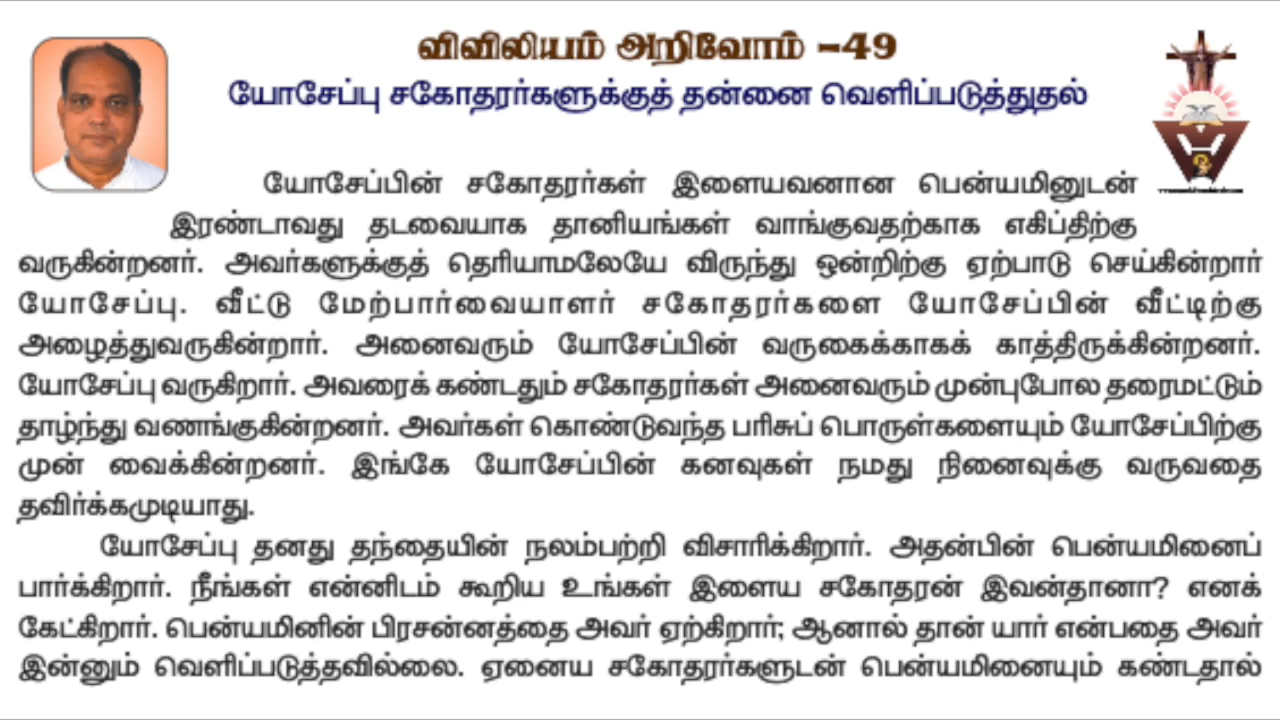 விவிலியம் அறிவோம் –49
யோசேப்பு சகோதரர்களுக்குத் தன்னை வெளிப்படுத்துதல்
யோசேப்பின் சகோதரர்கள் இளையவனான பென்யமினுடன்
இரண்டாவது தடவையாக தானியங்கள் வாங்குவதற்காக எகிப்திற்கு
வருகின்றனர். அவர்களுக்குத் தெரியாமலேயே விருந்து ஒன்றிற்கு ஏற்பாடு செய்கின்றார்
யோசேப்பு. வீட்டு மேற்பார்வையாளர் சகோதரர்களை யோசேப்பின் வீட்டிற்கு
அழைத்துவருகின்றார். அனைவரும் யோசேப்பின் வருகைக்காகக் காத்திருக்கின்றனர்.
யோசேப்பு வருகிறார். அவரைக் கண்டதும் சகோதரர்கள் அனைவரும் முன்புபோல தரைமட்டும்
தாழ்ந்து வணங்குகின்றனர். அவர்கள் கொண்டுவந்த பரிசுப் பொருள்களையும் யோசேப்பிற்கு
முன் வைக்கின்றனர். இங்கே யோசேப்பின் கனவுகள் நமது நினைவுக்கு வருவதை
தவிர்க்கமுடியாது.
யோசேப்பு தனது தந்தையின் நலம்பற்றி விசாரிக்கிறார். அதன்பின் பென்யமினைப்
பார்க்கிறார். நீங்கள் என்னிடம் கூறிய உங்கள் இளைய சகோதரன் இவன்தானா? எனக்
கேட்கிறார். பென்யமினின் பிரசன்னத்தை அவர் ஏற்கிறார்; ஆனால் தான் யார் என்பதை அவர்
இன்னும் வெளிப்படுத்தவில்லை. ஏனைய சகோதரர்களுடன் பென்யமினையும் கண்டதால்